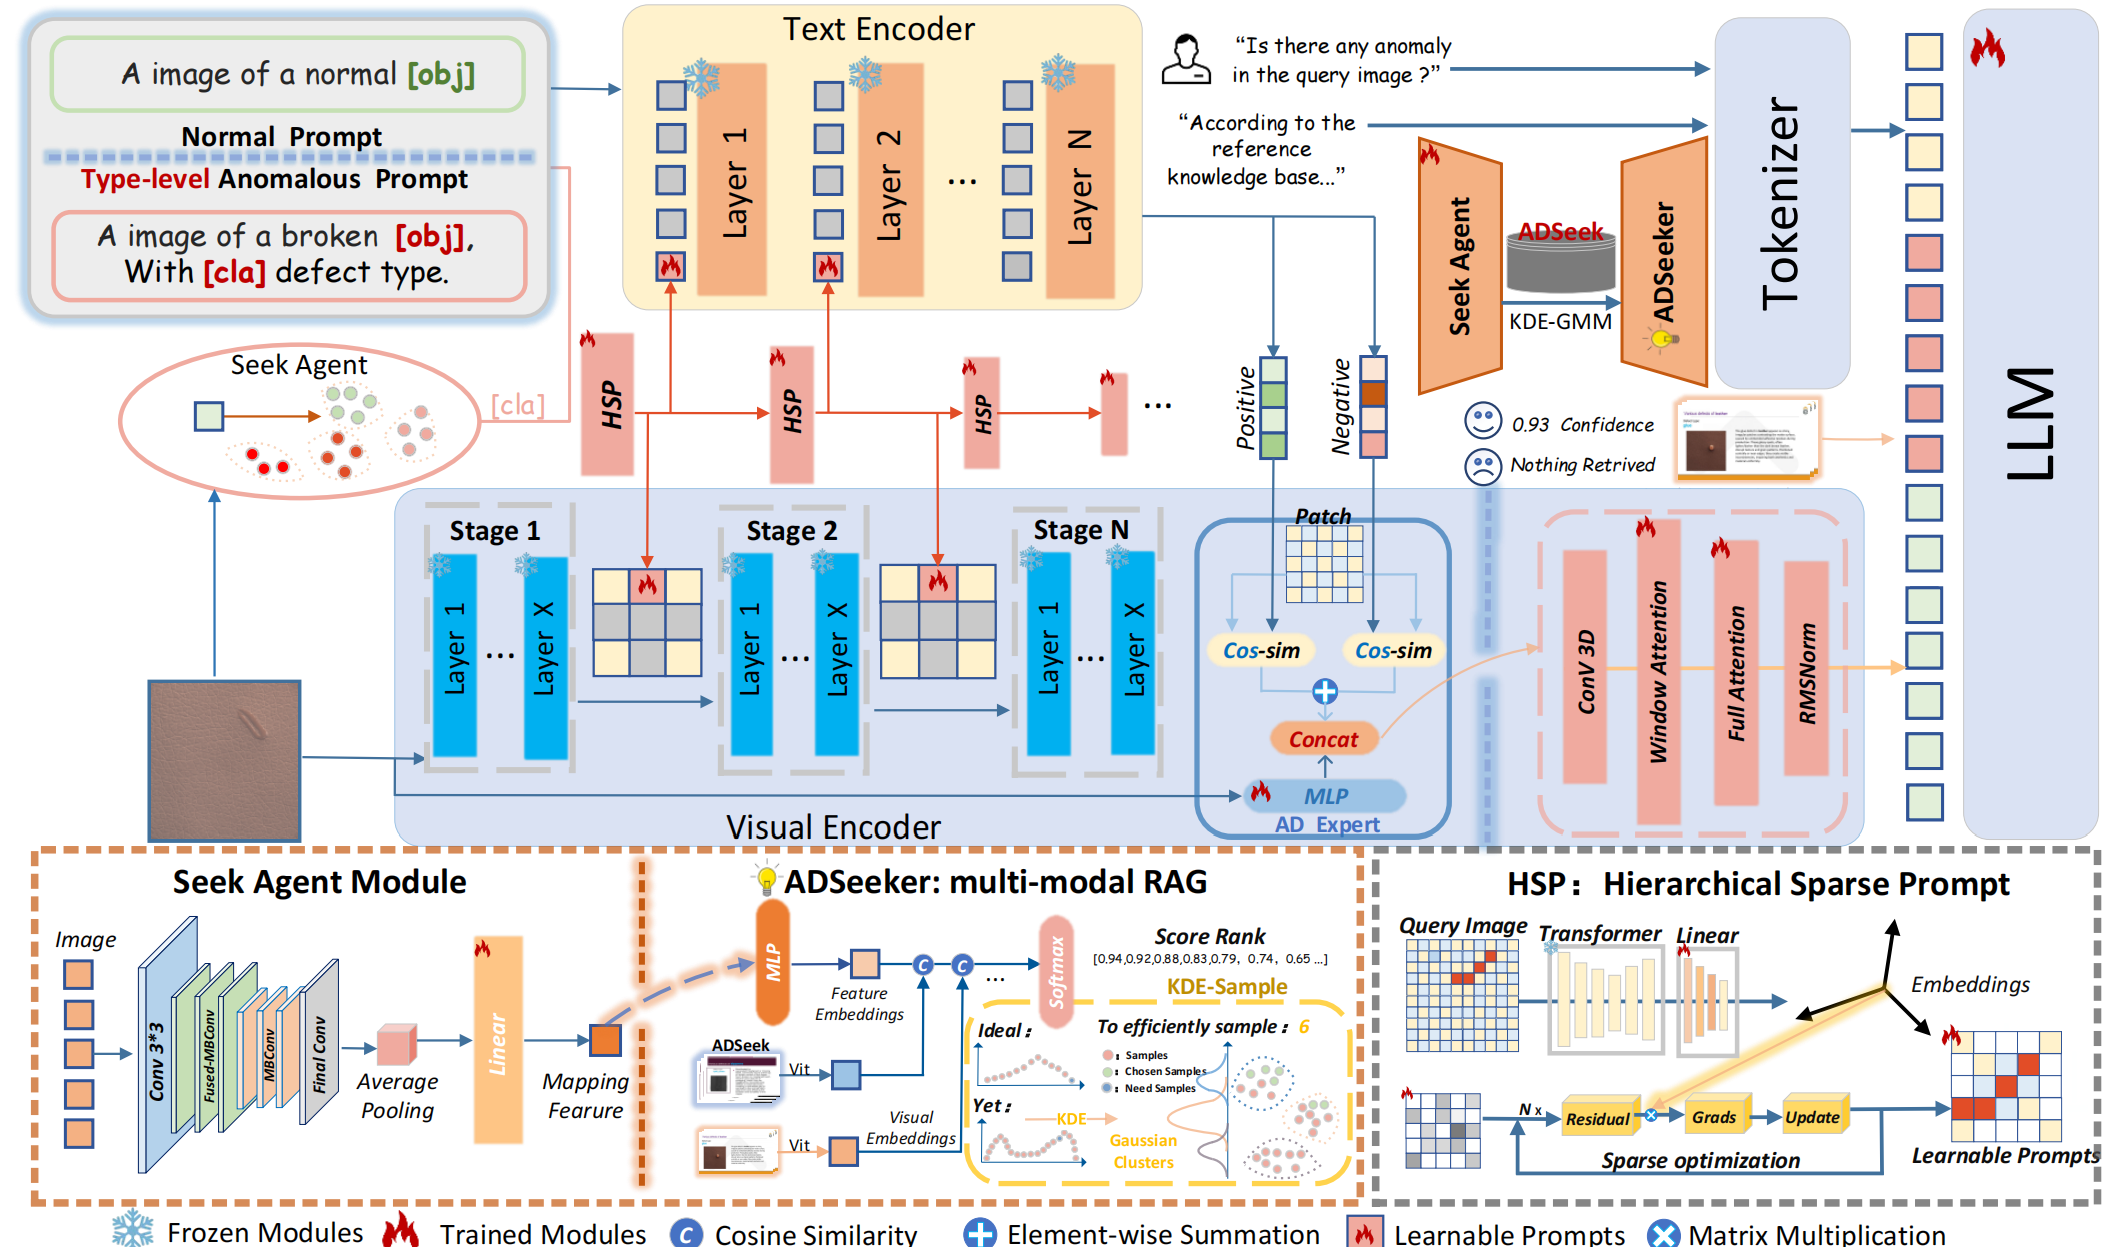 A image of a normal [obj]
Normal Prompt
Type-level Anomalous Prompt
A image of a broken [obj],
With [cla] defect type.
Text Encoder
Layer 1
Layer 2
...
Layer N
“Is there any anomaly
in the query image ?”
“According to the
reference
knowledge base...”
Seek Agent
ADSeek
KDE-GMM
ADSeeker
Tokenizer
LLM
Seek Agent
[cla]
HSP
HSP
HSP
...
Positive
Negative
0.93 Confidence
Nothing Retrived
Stage 1
Layer 1
...
Layer X
Stage 2
Layer 1
...
Layer X
Stage N
Layer 1
...
Layer X
Visual Encoder
Patch
Cos-sim
Cos-sim
Concat
MLP
AD Expert
ConV 3D
Window Attention
Full Attention
RMSNorm
Seek Agent Module
Image
Conv 3*3
Fused-MBConv
MBConv
Final Conv
Average
Pooling
Linear
Mapping
Feature
ADSeeker: multi-modal RAG
MLP
Feature
Embeddings
C
C
...
Softmax
ADSeek
Vit
Visual
Embeddings
Vit
Score Rank
[0.94,0.92,0.88,0.83,0.79, 0.74, 0.65 ...]
KDE-Sample
Ideal :
To efficiently sample : 6
: Samples
: Chosen Samples
: Need Samples
Yet :
KDE
Gaussian
Clusters
HSP： Hierarchical Sparse Prompt
Query Image
Transformer
Linear
Embeddings
N x
Residual
Grads
Update
Sparse optimization
Learnable Prompts
Frozen Modules
Trained Modules
C
Cosine Similarity
Element-wise Summation
Learnable Prompts
Matrix Multiplication